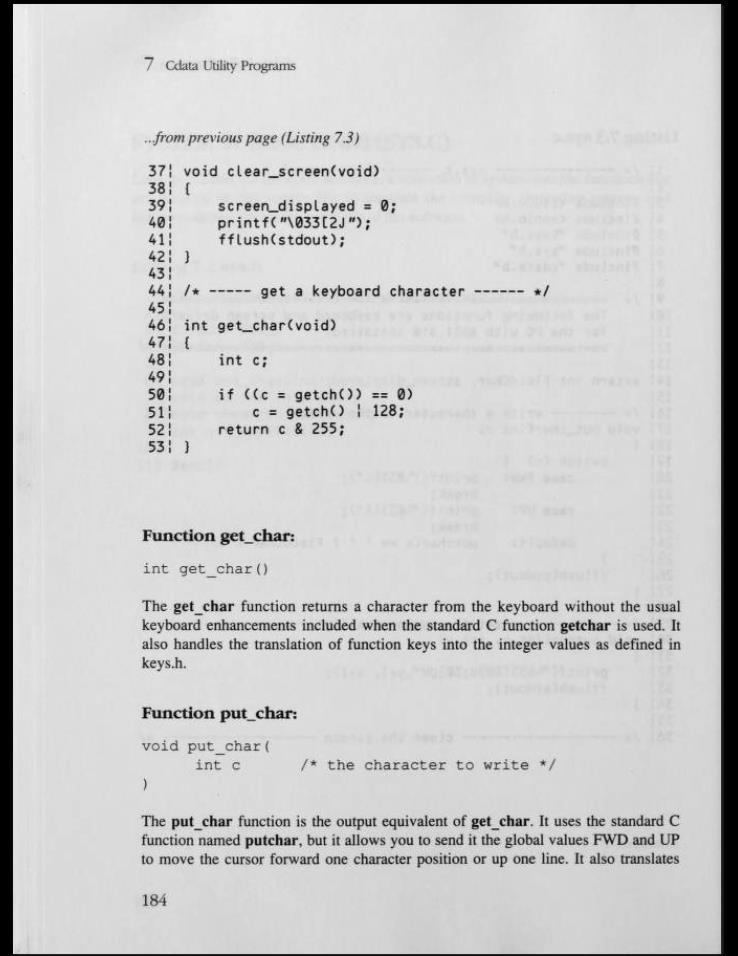 7 Cdata Utility Programs
...from previous page (Listing 7.3)
37¦ void clear_screen(void)
38¦ {
39¦     screen_displayed = 0;
40¦     printf("\033[2J");
41¦     fflush(stdout);
42¦ }
43¦
44¦ /* ----- get a keyboard character ------ */
45¦
46¦ int get_char(void)
47¦ {
48¦     int c;
49¦
50¦     if ((c = getch()) == 0)
51¦         c = getch() ¦ 128;
52¦     return c & 255;
53¦ }
Function get_char:
int get_char()
The get_char function returns a character from the keyboard without the usual
keyboard enhancements included when the standard C function getchar is used. It
also handles the translation of function keys into the integer values as defined in
keys.h.
Function put_char:
void put_char(
int c /* the character to write */
)
The put_char function is the output equivalent of get_char. It uses the standard C
function named putchar, but it allows you to send it the global values FWD and UP
to move the cursor forward one character position or up one line. It also translates
184